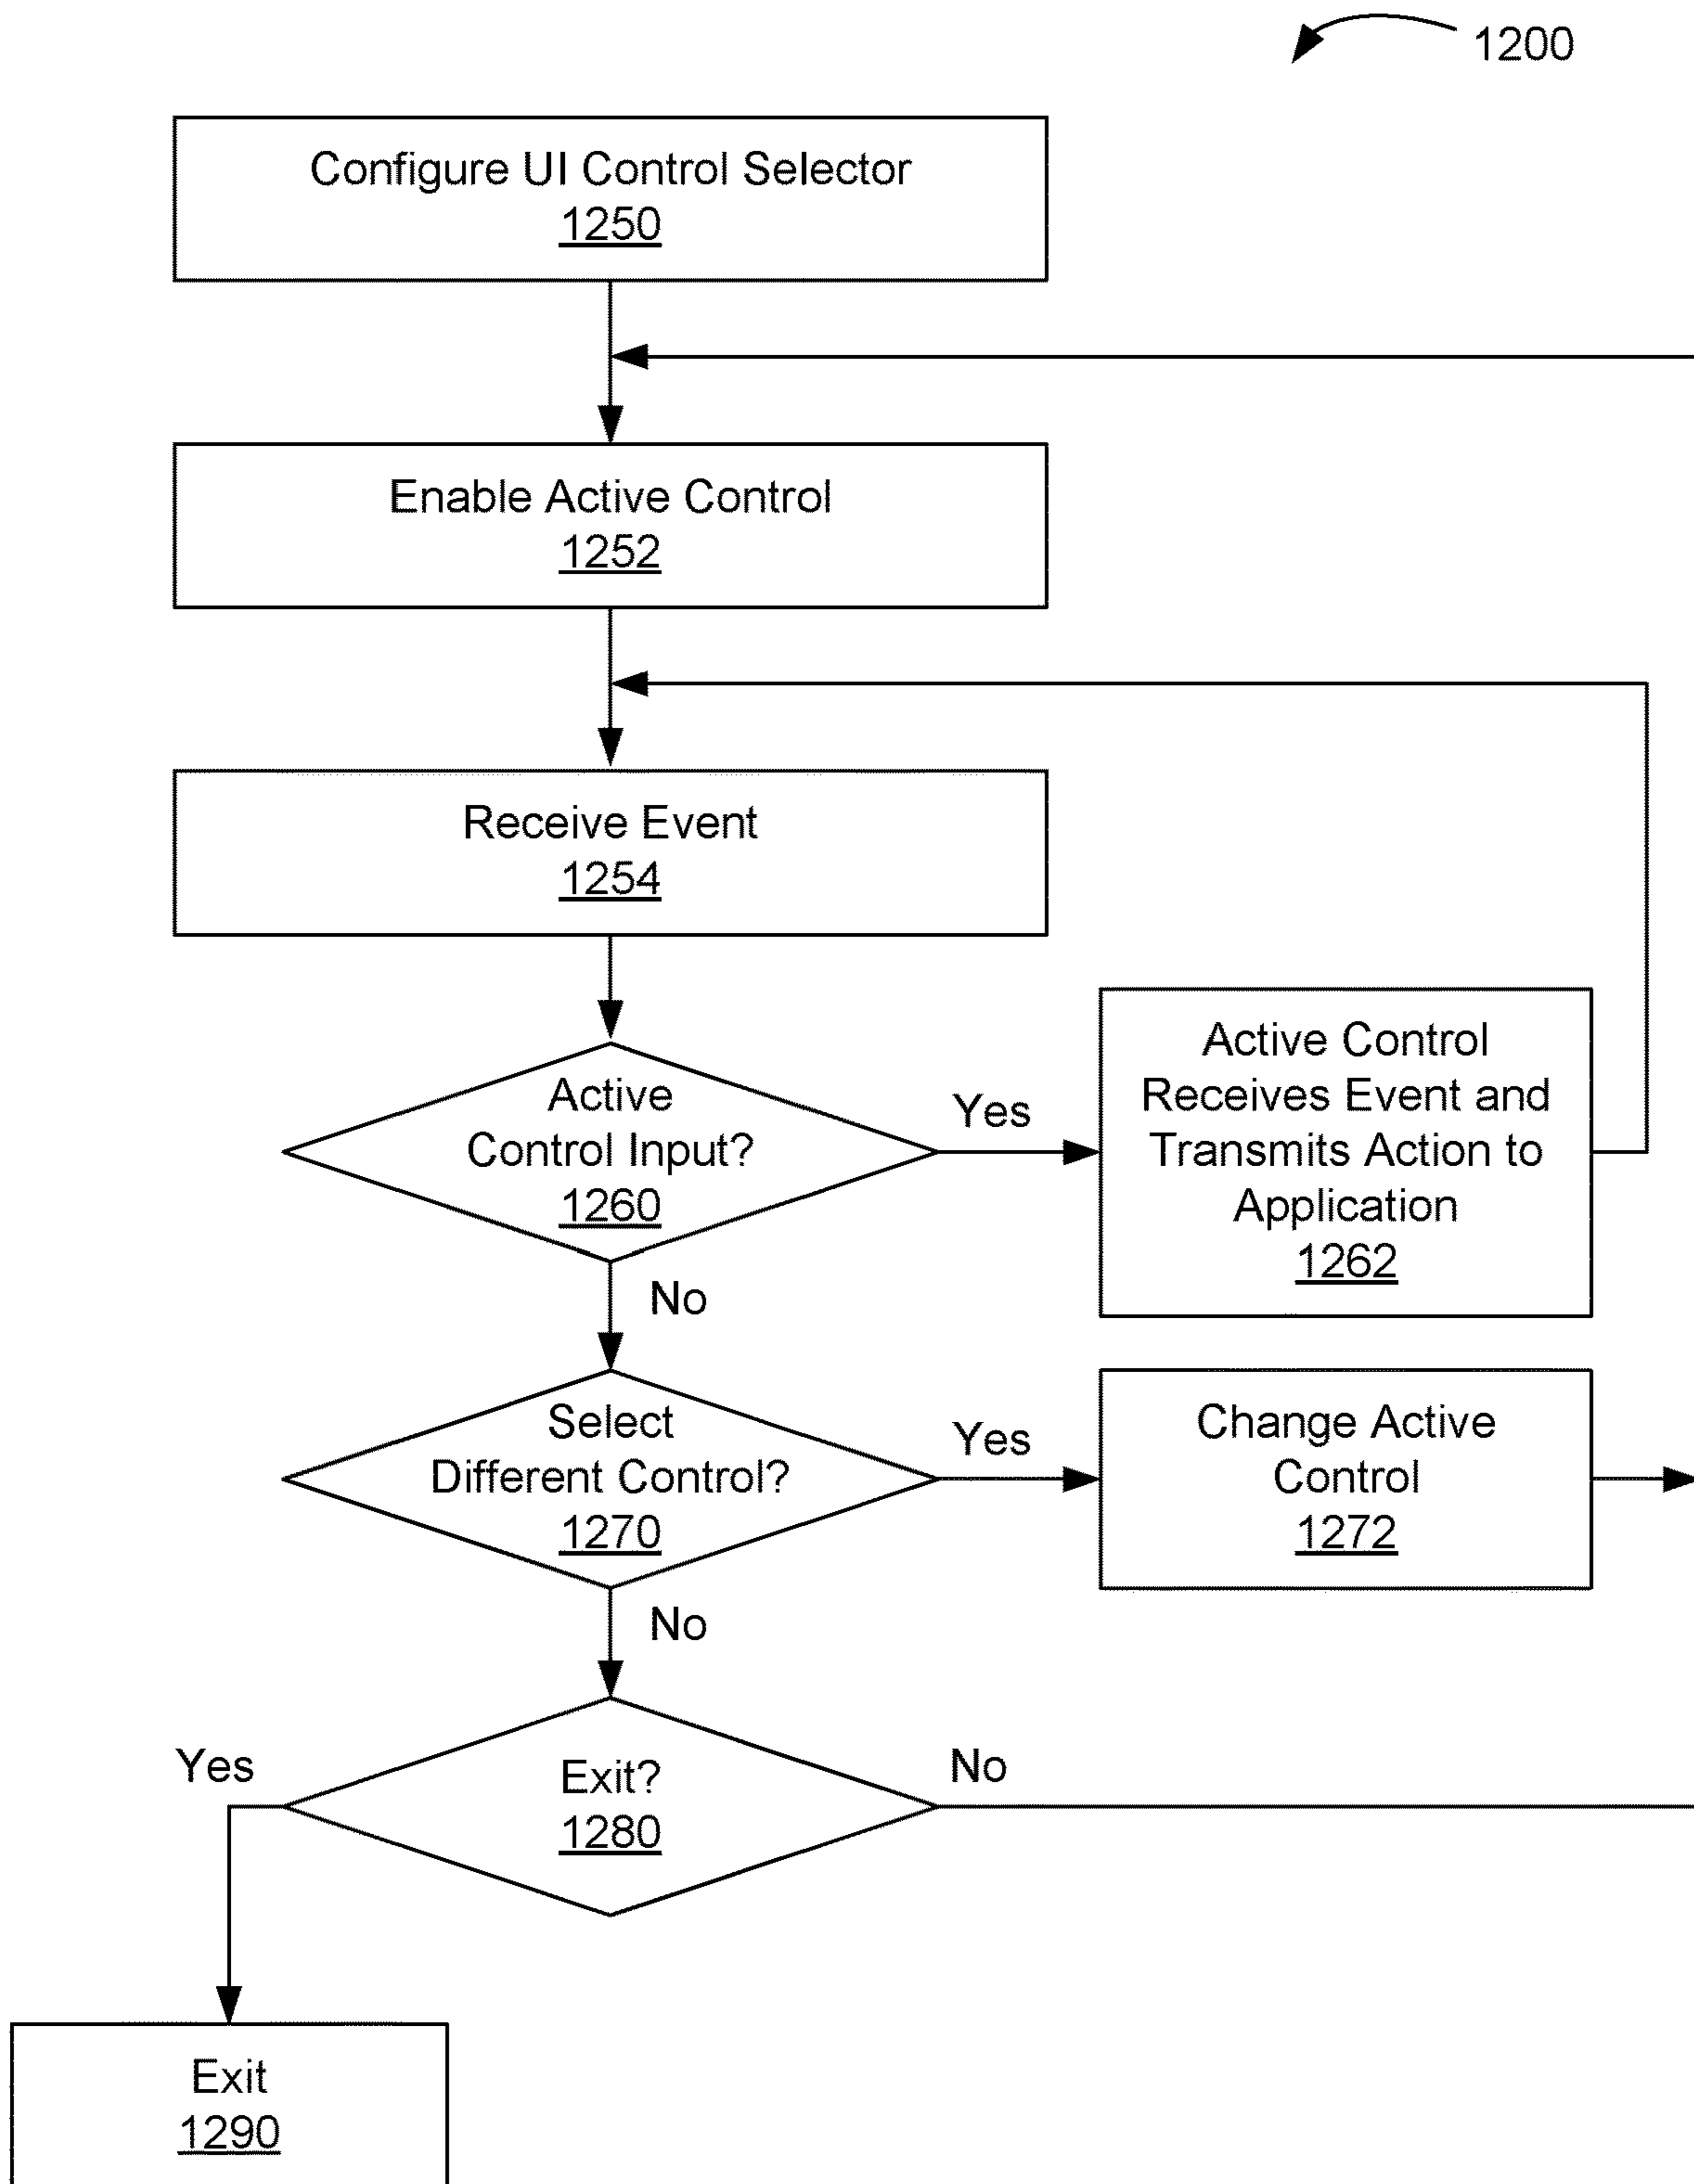 1200
Configure UI Control Selector
1250
Enable Active Control
1252
Receive Event
1254
Active
Control Input?
1260
Yes
Active Control
Receives Event and
Transmits Action to
Application
1262
No
Select
Different Control?
1270
Yes
Change Active
Control
1272
No
Exit?
1280
Yes
No
Exit
1290